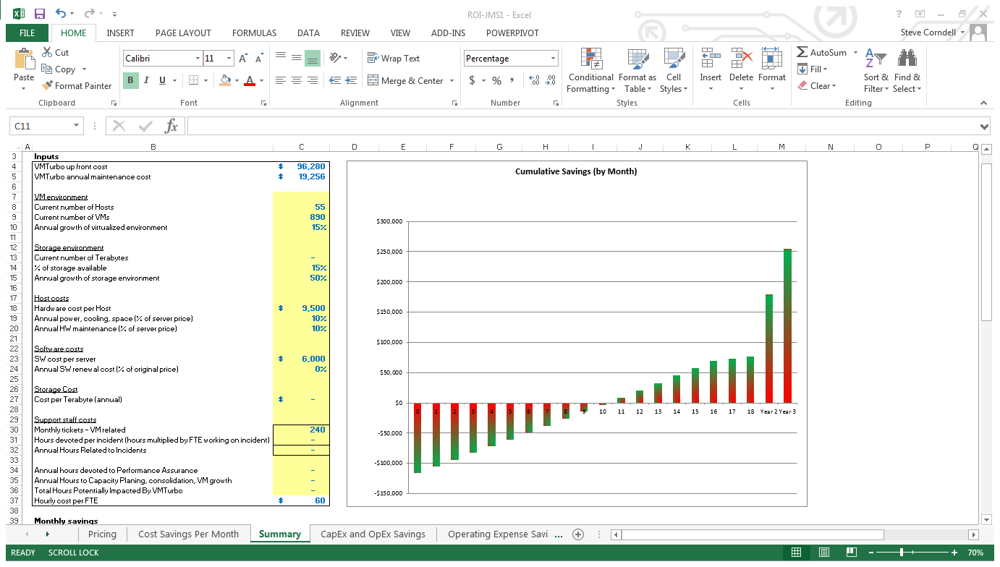 ROI-JMS1 - Excel
?
FILE HOME INSERT PAGE LAYOUT FORMULAS DATA REVIEW VIEW ADD-INS POWERPIVOT Steve Corndell
Paste
Cut
Copy
Format Painter
Clipboard
Calibri 11
B I U
Font
Wrap Text
Merge & Center
Alignment
Percentage
$ % ,
Number
Conditional Formatting
Format as Table
Cell Styles
Styles
Insert
Delete
Format
Cells
AutoSum
Fill
Clear
Sort & Filter
Find & Select
Editing
C11 fx
A B C D E F G H I J K L M N O P Q
3 Inputs
4 VMTurbo up front cost $ 96,280
5 VMTurbo annual maintenance cost $ 19,256
6
7 VM environment
8 Current number of Hosts 55
9 Current number of VMs 890
10 Annual growth of virtualized environment 15%
11
12 Storage environment
13 Current number of Terabytes -
14 % of storage available 15%
15 Annual growth of storage environment 50%
16
17 Host costs
18 Hardware cost per Host $ 9,500
19 Annual power, cooling, space (% of server price) 10%
20 Annual HW maintenance (% of server price) 10%
21
22 Software costs
23 SW cost per server $ 6,000
24 Annual SW renewal cost (% of original price) 0%
25
26 Storage Cost
27 Cost per Terabyte (annual) $ -
28
29 Support staff costs
30 Monthly tickets - VM related 240
31 Hours devoted per incident (hours multiplied by FTE working on incident) -
32 Annual Hours Related to Incidents -
33
34 Annual hours devoted to Performance Assurance -
35 Annual Hours to Capacity Planing, consolidation, VM growth -
36 Total Hours Potentially Impacted By VMTurbo -
37 Hourly cost per FTE $ 60
38
39 Monthly savings
Cumulative Savings (by Month)
$300,000
$250,000
$200,000
$150,000
$100,000
$50,000
$0
-$50,000
-$100,000
-$150,000
0 1 2 3 4 5 6 7 8 9 10 11 12 13 14 15 16 17 18 Year 2 Year 3
Pricing Cost Savings Per Month Summary CapEx and OpEx Savings Operating Expense Savi ...
READY SCROLL LOCK 70%